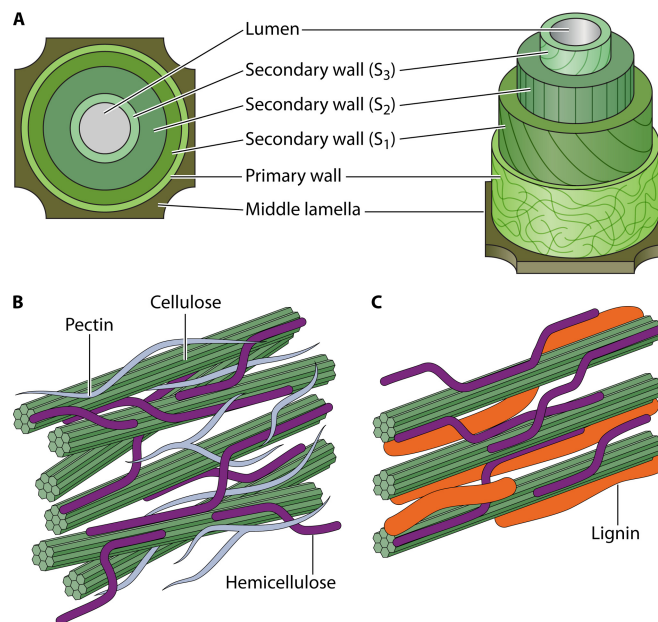 A
Lumen
Secondary wall (S₃)
Secondary wall (S₂)
Secondary wall (S₁)
Primary wall
Middle lamella
B
Cellulose
Pectin
Hemicellulose
C
Lignin